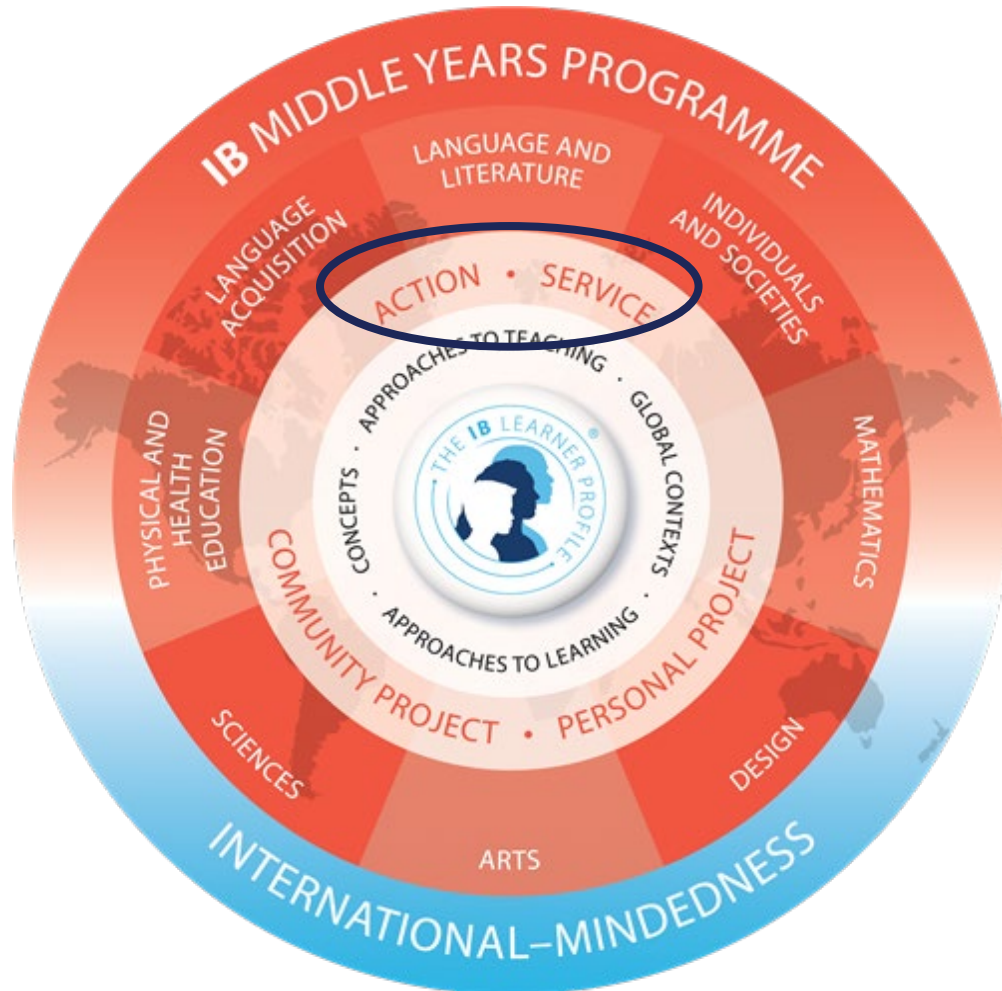 IB MIDDLE YEARS PROGRAMME
LANGUAGE AND
LITERATURE
INDIVIDUALS
AND SOCIETIES
MATHEMATICS
DESIGN
ARTS
SCIENCES
PHYSICAL AND
HEALTH
EDUCATION
LANGUAGE
ACQUISITION
ACTION • SERVICE
PERSONAL PROJECT
•
COMMUNITY PROJECT
APPROACHES TO TEACHING ·
GLOBAL CONTEXTS ·
APPROACHES TO LEARNING ·
CONCEPTS ·
THE IB LEARNER PROFILE ®
INTERNATIONAL–MINDEDNESS